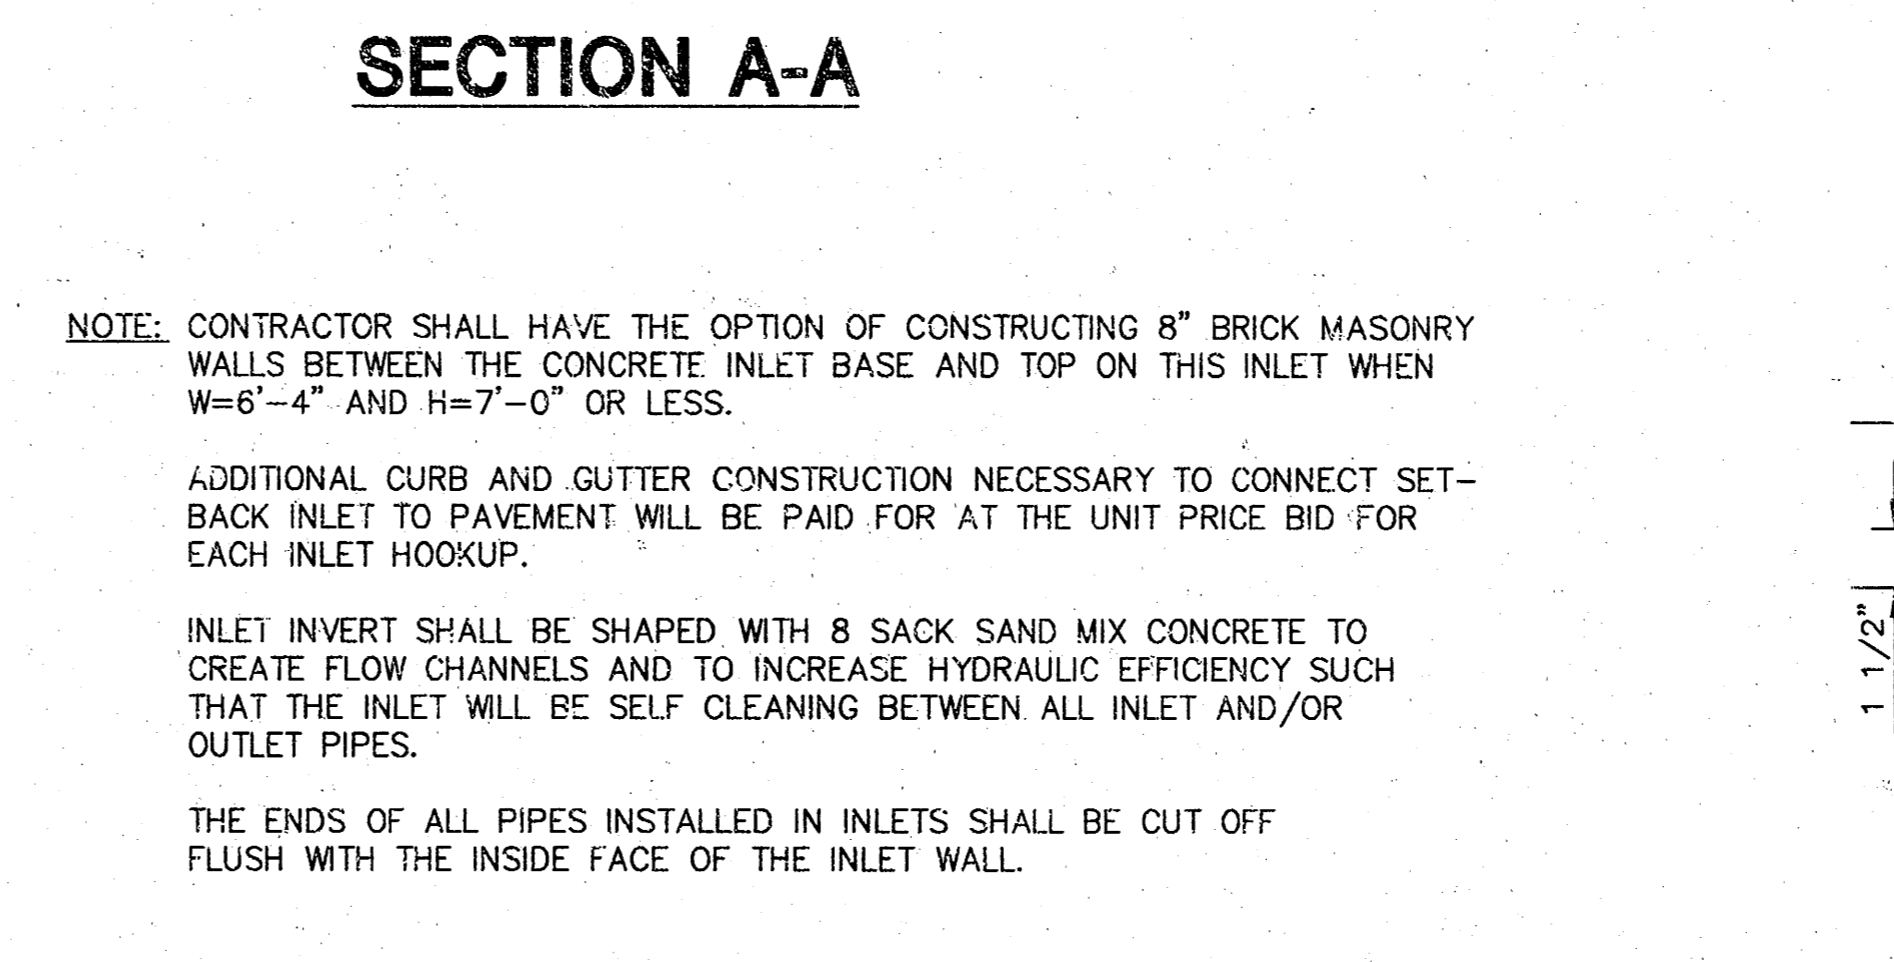 SECTION A-A
NOTE: CONTRACTOR SHALL HAVE THE OPTION OF CONSTRUCTING 8" BRICK MASONRY
WALLS BETWEEN THE CONCRETE INLET BASE AND TOP ON THIS INLET WHEN
W=6'-4" AND H=7'-0" OR LESS.
ADDITIONAL CURB AND GUTTER CONSTRUCTION NECESSARY TO CONNECT SET-
BACK INLET TO PAVEMENT WILL BE PAID FOR AT THE UNIT PRICE BID FOR
EACH INLET HOOKUP.
INLET INVERT SHALL BE SHAPED WITH 8 SACK SAND MIX CONCRETE TO
CREATE FLOW CHANNELS AND TO INCREASE HYDRAULIC EFFICIENCY SUCH
THAT THE INLET WILL BE SELF CLEANING BETWEEN ALL INLET AND/OR
OUTLET PIPES.
THE ENDS OF ALL PIPES INSTALLED IN INLETS SHALL BE CUT OFF
FLUSH WITH THE INSIDE FACE OF THE INLET WALL.
1 1/2"